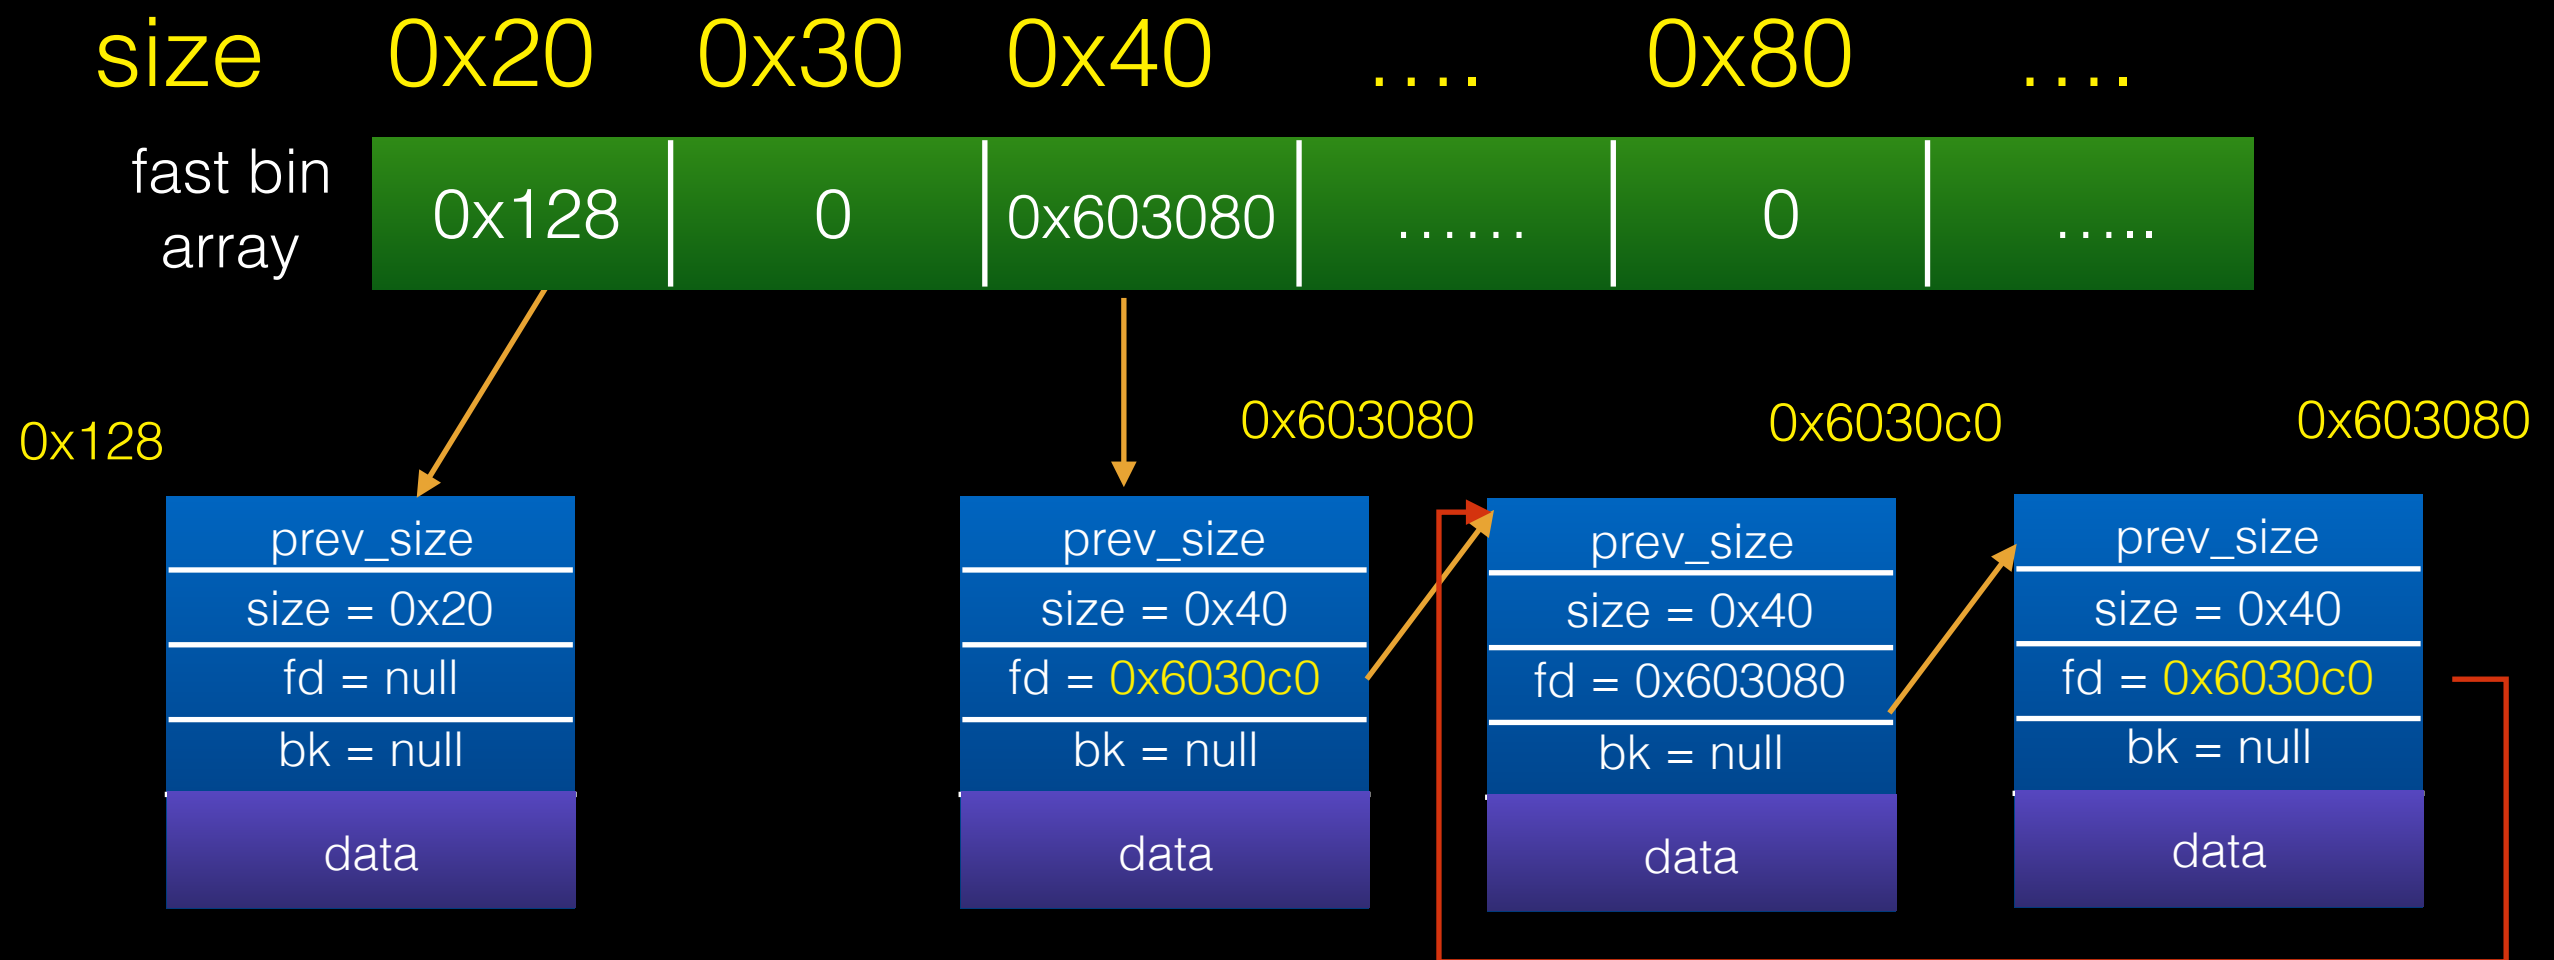 size 0x20 0x30 0x40 .... 0x80 ....
fast bin array 0x128 0 0x603080 ...... 0 .....
0x128 0x603080 0x6030c0 0x603080
prev_size
size = 0x20
fd = null
bk = null
data
prev_size
size = 0x40
fd = 0x6030c0
bk = null
data
prev_size
size = 0x40
fd = 0x603080
bk = null
data
prev_size
size = 0x40
fd = 0x6030c0
bk = null
data